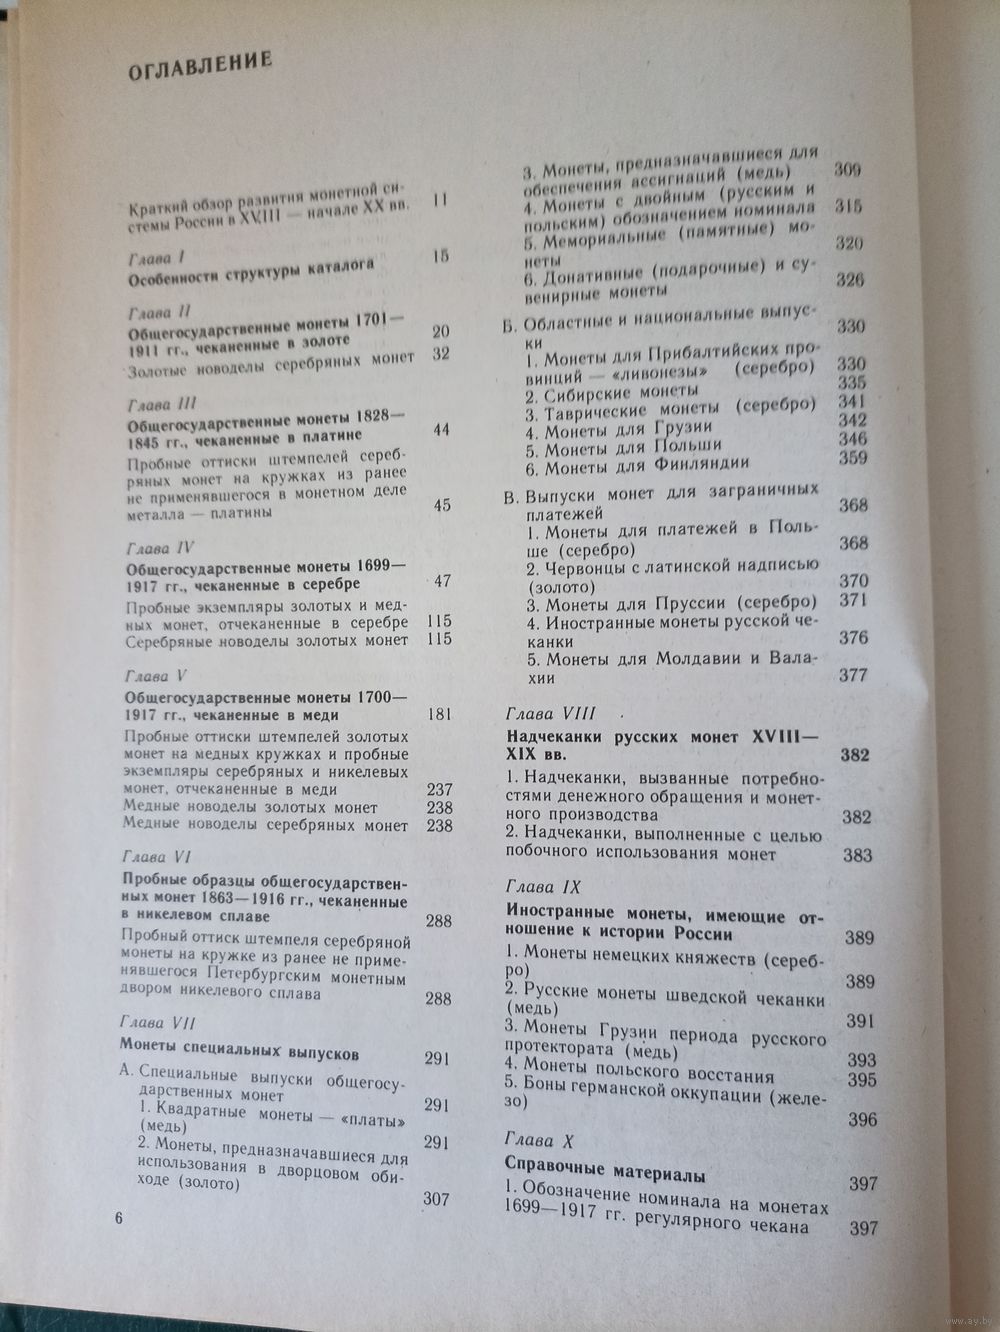 ОГЛАВЛЕНИЕ
Краткий обзор развития монетной си-
стемы России в XVIII — начале XX вв. 11
Глава I
Особенности структуры каталога 15
Глава II
Общегосударственные монеты 1701—
1911 гг., чеканенные в золоте 20
Золотые новоделы серебряных монет 32
Глава III
Общегосударственные монеты 1828—
1845 гг., чеканенные в платине 44
Пробные оттиски штемпелей сереб-
ряных монет на кружках из ранее
не применявшегося в монетном деле
металла — платины 45
Глава IV
Общегосударственные монеты 1699—
1917 гг., чеканенные в серебре 47
Пробные экземпляры золотых и мед-
ных монет, отчеканенные в серебре 115
Серебряные новоделы золотых монет 115
Глава V
Общегосударственные монеты 1700—
1917 гг., чеканенные в меди 181
Пробные оттиски штемпелей золотых
монет на медных кружках и пробные
экземпляры серебряных и никелевых
монет, отчеканенные в меди 237
Медные новоделы золотых монет 238
Медные новоделы серебряных монет 238
Глава VI
Пробные образцы общегосударствен-
ных монет 1863—1916 гг., чеканенные
в никелевом сплаве 288
Пробный оттиск штемпеля серебряной
монеты на кружке из ранее не приме-
нявшегося Петербургским монетным
двором никелевого сплава 288
Глава VII
Монеты специальных выпусков 291
А. Специальные выпуски общегосу-
дарственных монет 291
1. Квадратные монеты — «платы»
(медь) 291
2. Монеты, предназначавшиеся для
использования в дворцовом оби-
ходе (золото) 307
6
3. Монеты, предназначавшиеся для
обеспечения ассигнаций (медь) 309
4. Монеты с двойным (русским и
польским) обозначением номинала 315
5. Мемориальные (памятные) мо-
неты 320
6. Донативные (подарочные) и су-
венирные монеты 326
Б. Областные и национальные выпус-
ки 330
1. Монеты для Прибалтийских про-
винций — «ливонезы» (серебро) 330
2. Сибирские монеты 335
3. Таврические монеты (серебро) 341
4. Монеты для Грузии 342
5. Монеты для Польши 346
6. Монеты для Финляндии 359
В. Выпуски монет для заграничных
платежей 368
1. Монеты для платежей в Поль-
ше (серебро) 368
2. Червонцы с латинской надписью
(золото) 370
3. Монеты для Пруссии (серебро) 371
4. Иностранные монеты русской че-
канки 376
5. Монеты для Молдавии и Вала-
хии 377
Глава VIII
Надчеканки русских монет XVIII—
XIX вв. 382
1. Надчеканки, вызванные потребно-
стями денежного обращения и монет-
ного производства 382
2. Надчеканки, выполненные с целью
побочного использования монет 383
Глава IX
Иностранные монеты, имеющие от-
ношение к истории России 389
1. Монеты немецких княжеств (сереб-
ро) 389
2. Русские монеты шведской чеканки
(медь) 391
3. Монеты Грузии периода русского
протектората (медь) 393
4. Монеты польского восстания 395
5. Боны германской оккупации (желе-
зо) 396
Глава X
Справочные материалы 397
1. Обозначение номинала на монетах
1699—1917 гг. регулярного чекана 397
www.ay.by